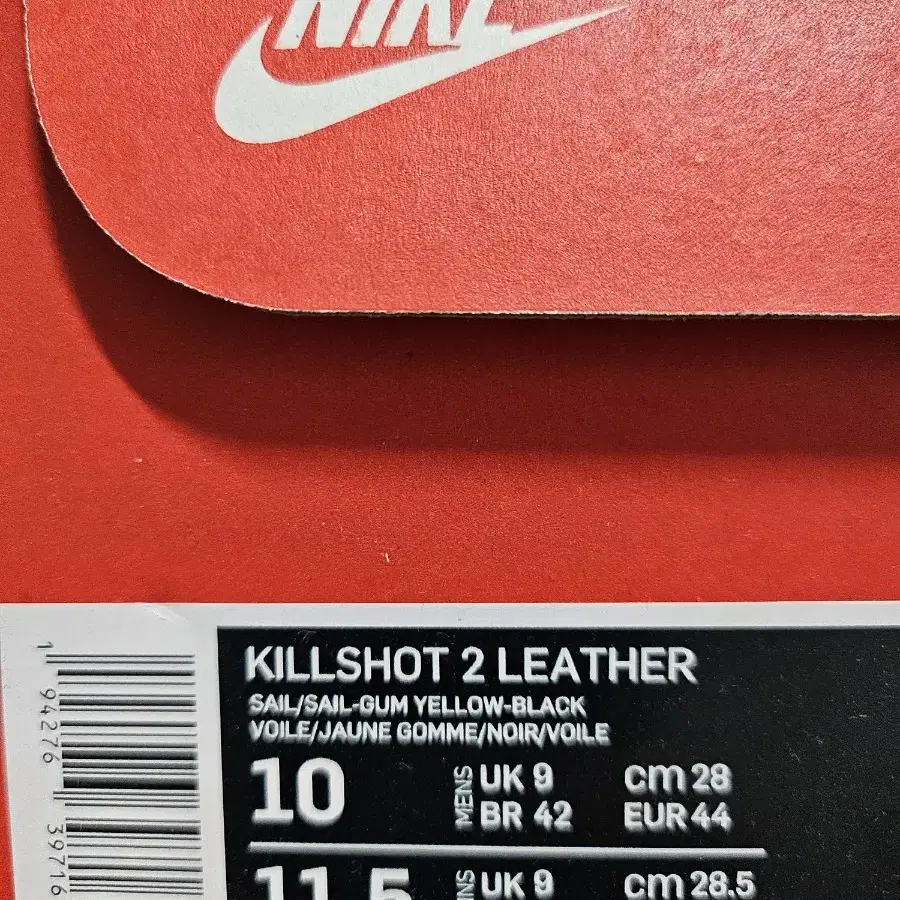 NIKE
KILLSHOT 2 LEATHER
SAIL/SAIL-GUM YELLOW-BLACK
VOILE/JAUNE GOMME/NOIR/VOILE
10 MENS UK 9 cm 28
BR 42 EUR 44
11.5 UK 9 cm 28.5
1 94276 39716